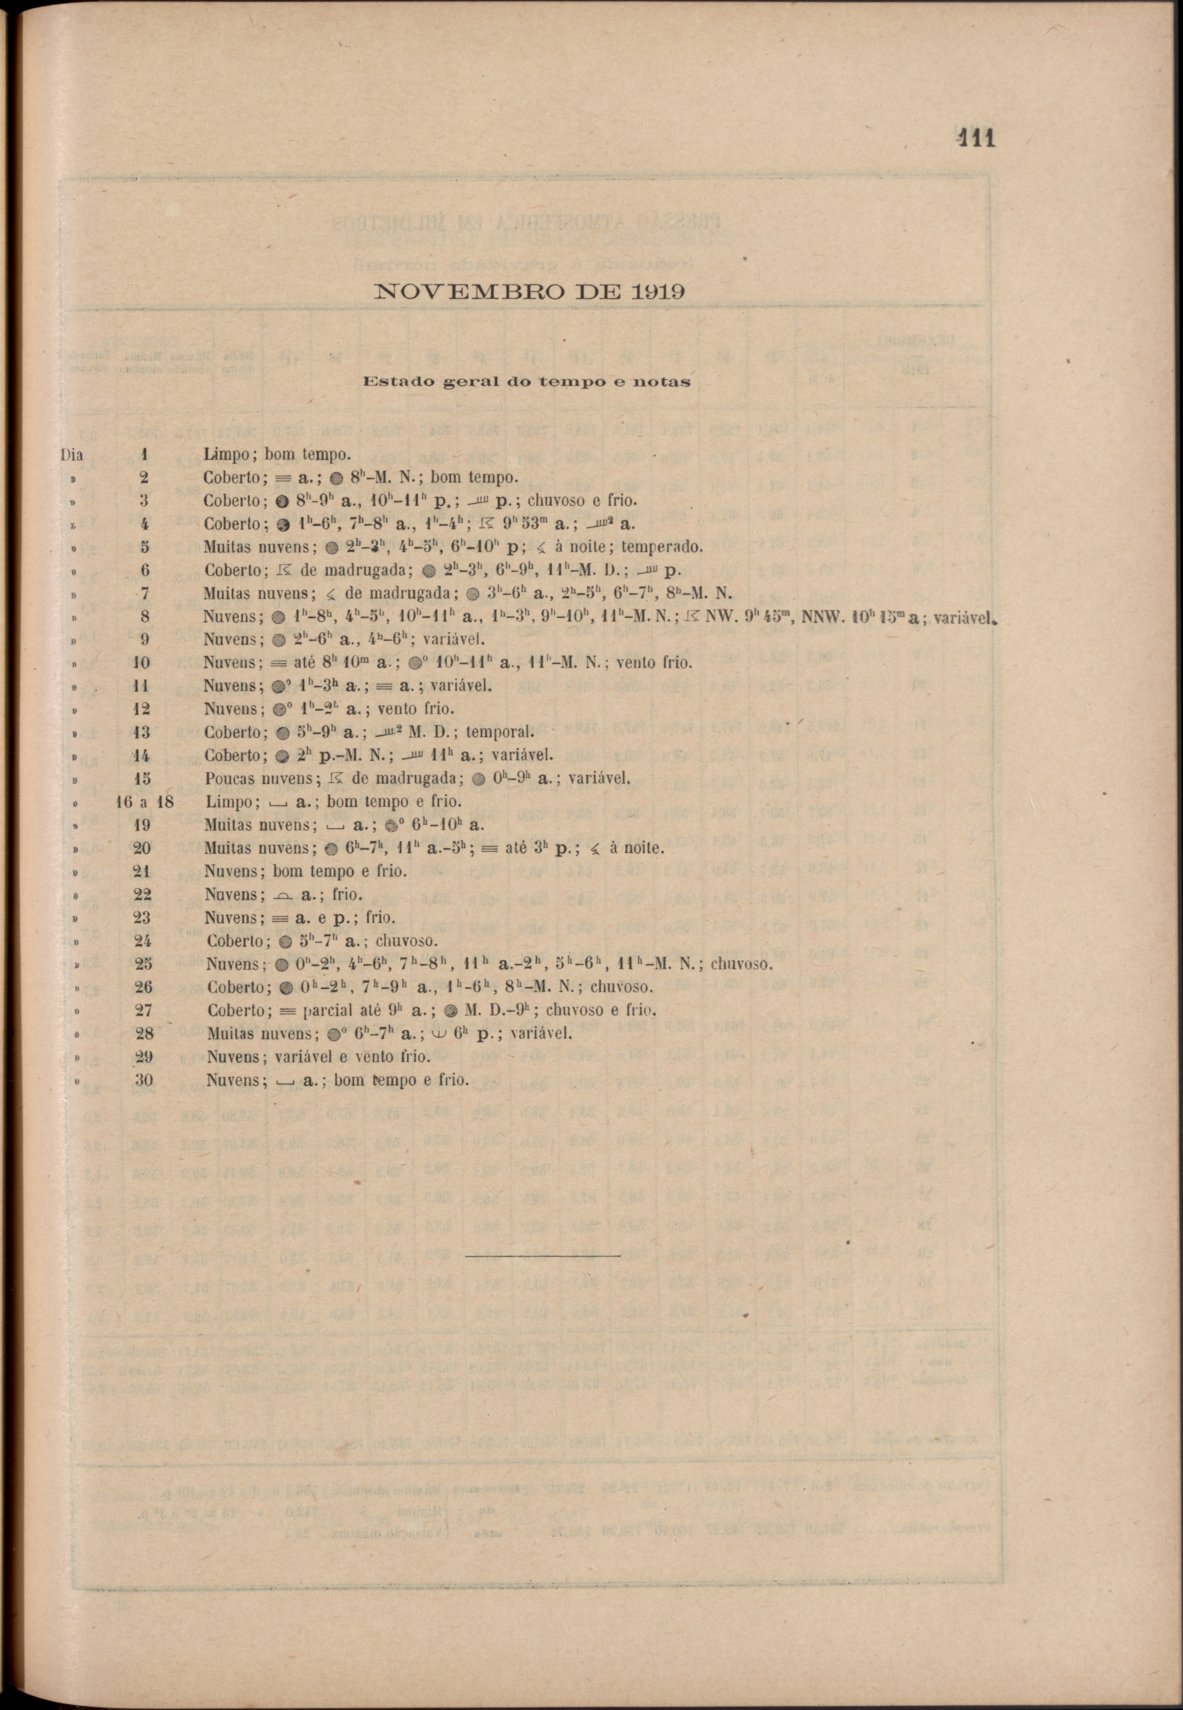 111
NOVEMBRO DE 1919
Estado geral do tempo e notas
Dia 1 Limpo; bom tempo.
» 2 Coberto; ≡ a.; ● 8ʰ–M. N.; bom tempo.
» 3 Coberto; ● 8ʰ–9ʰ a., 10ʰ–11ʰ p.; p.; chuvoso e frio.
» 4 Coberto; ● 1ʰ–6ʰ, 7ʰ–8ʰ a., 1ʰ–4ʰ; ☈ 9ʰ 53ᵐ a.; ² a.
» 5 Muitas nuvens; ● 2ʰ–3ʰ, 4ʰ–5ʰ, 6ʰ–10ʰ p; à noite; temperado.
» 6 Coberto; ☈ de madrugada; ● 2ʰ–3ʰ, 6ʰ–9ʰ, 11ʰ–M. D.; p.
» 7 Muitas nuvens; de madrugada; ● 3ʰ–6ʰ a., 2ʰ–5ʰ, 6ʰ–7ʰ, 8ʰ–M. N.
» 8 Nuvens; ● 1ʰ–8ʰ, 4ʰ–5ʰ, 10ʰ–11ʰ a., 1ʰ–3ʰ, 9ʰ–10ʰ, 11ʰ–M. N.; ☈ NW. 9ʰ 45ᵐ, NNW. 10ʰ 15ᵐ a; variável.
» 9 Nuvens; ● 2ʰ–6ʰ a., 4ʰ–6ʰ; variável.
» 10 Nuvens; ≡ até 8ʰ 10ᵐ a.; ●⁰ 10ʰ–11ʰ a., 11ʰ–M. N.; vento frio.
» 11 Nuvens; ●⁰ 1ʰ–3ʰ a.; ≡ a.; variável.
» 12 Nuvens; ●⁰ 1ʰ–2ʰ a.; vento frio.
» 13 Coberto; ● 5ʰ–9ʰ a.; ² M. D.; temporal.
» 14 Coberto; ● 2ʰ p.–M. N.; 11ʰ a.; variável.
» 15 Poucas nuvens; ☈ de madrugada; ● 0ʰ–9ʰ a.; variável.
» 16 a 18 Limpo; ⌴ a.; bom tempo e frio.
» 19 Muitas nuvens; ⌴ a.; ●⁰ 6ʰ–10ʰ a.
» 20 Muitas nuvens; ● 6ʰ–7ʰ, 11ʰ a.–5ʰ; ≡ até 3ʰ p.; à noite.
» 21 Nuvens; bom tempo e frio.
» 22 Nuvens; ⌓ a.; frio.
» 23 Nuvens; ≡ a. e p.; frio.
» 24 Coberto; ● 5ʰ–7ʰ a.; chuvoso.
» 25 Nuvens; ● 0ʰ–2ʰ, 4ʰ–6ʰ, 7ʰ–8ʰ, 11ʰ a.–2ʰ, 5ʰ–6ʰ, 11ʰ–M. N.; chuvoso.
» 26 Coberto; ● 0ʰ–2ʰ, 7ʰ–9ʰ a., 1ʰ–6ʰ, 8ʰ–M. N.; chuvoso.
» 27 Coberto; ≡ parcial até 9ʰ a.; ● M. D.–9ʰ; chuvoso e frio.
» 28 Muitas nuvens; ●⁰ 6ʰ–7ʰ a.; 6ʰ p.; variável.
» 29 Nuvens; variável e vento frio.
» 30 Nuvens; ⌴ a.; bom tempo e frio.